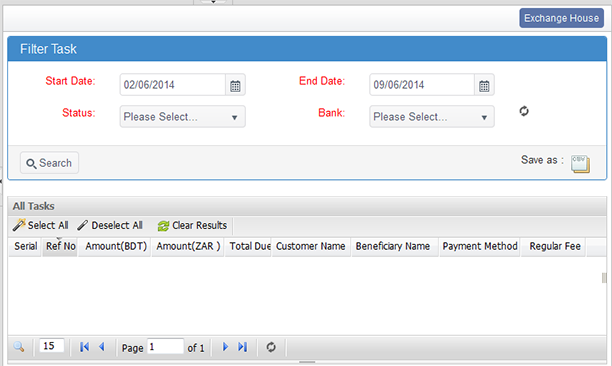 Exchange House
Filter Task
Start Date: 02/06/2014 End Date: 09/06/2014
Status: Please Select... Bank: Please Select...
Search Save as : CSV
All Tasks
Select All Deselect All Clear Results
Serial Ref No Amount(BDT) Amount(ZAR ) Total Due Customer Name Beneficiary Name Payment Method Regular Fee
15 Page 1 of 1